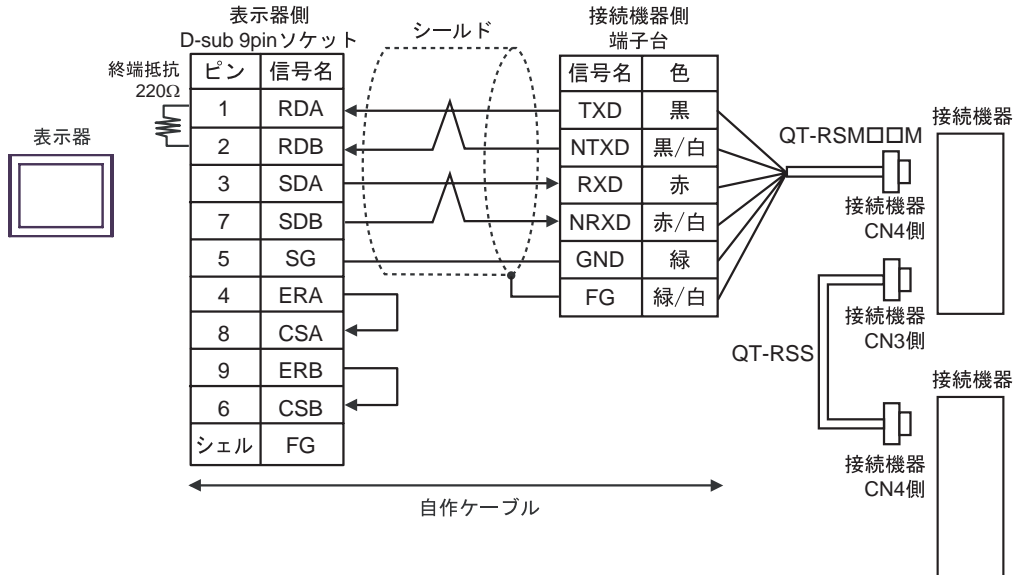 表示器側
D-sub 9pinソケット
シールド
接続機器側
端子台
終端抵抗
220Ω
表示器
ピン 信号名
1 RDA
2 RDB
3 SDA
7 SDB
5 SG
4 ERA
8 CSA
9 ERB
6 CSB
シェル FG
信号名 色
TXD 黒
NTXD 黒/白
RXD 赤
NRXD 赤/白
GND 緑
FG 緑/白
QT-RSM□□M
接続機器
接続機器
CN4側
接続機器
CN3側
QT-RSS
接続機器
接続機器
CN4側
自作ケーブル